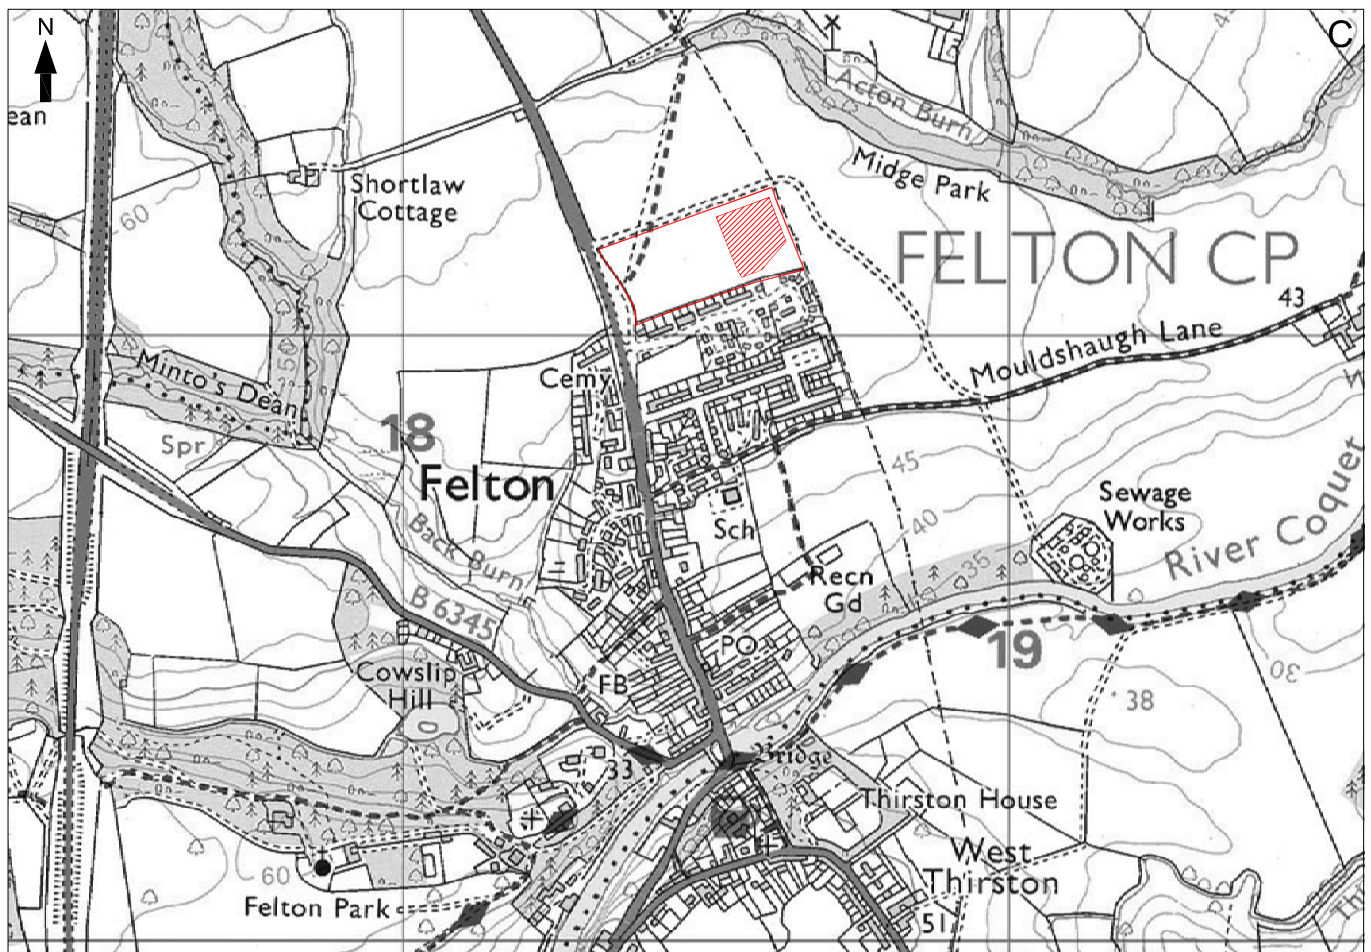 N
C
ean
Acton Burn
Midge Park
Shortlaw
Cottage
60
FELTON CP
43
Mouldshaugh Lane
Minto's Dean
50
Cemy
Spr
18
Felton
45
Sewage
Works
40
Sch
River Coquet
Back Burn
35
Recn
Gd
B 6345
PO
19
30
Cowslip
Hill
FB
38
33
Bridge
Thirston House
West
Thirston
60
Felton Park
51